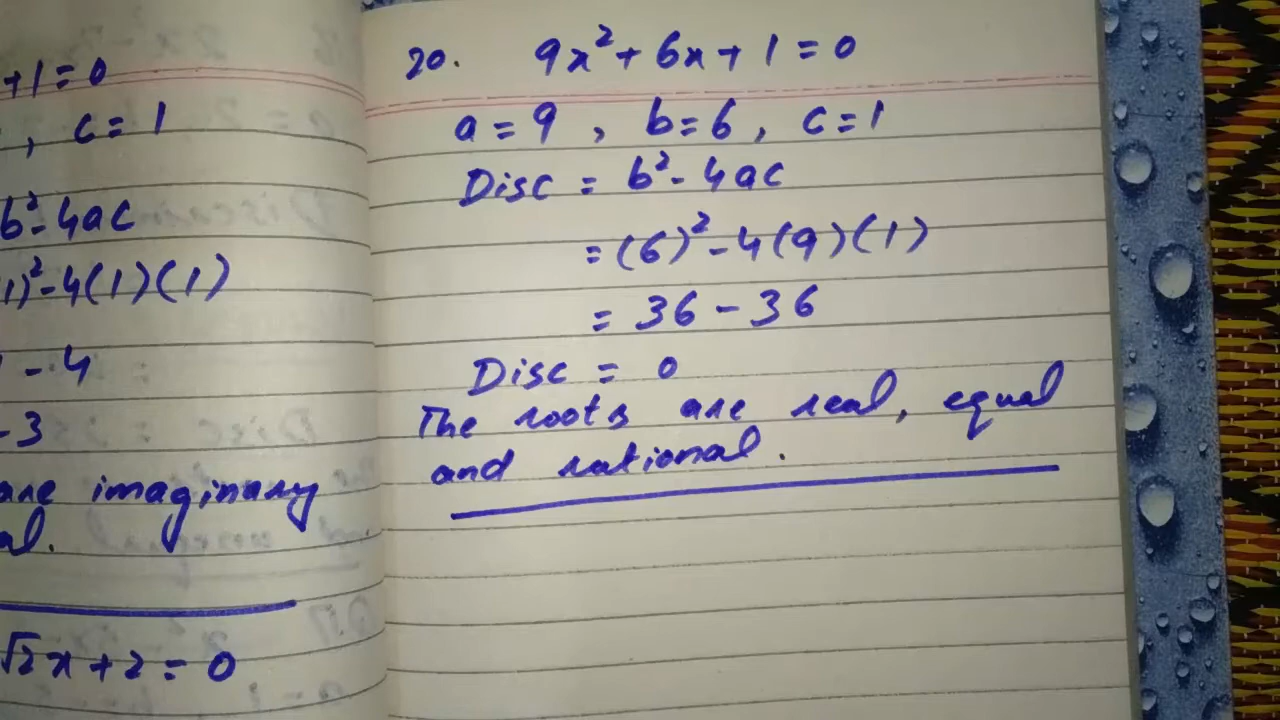 +1=0
, c=1
b²-4ac
1)²-4(1)(1)
-4
-3
are imaginary
al.
√2x+2=0
20. 9x²+6x+1=0
a=9, b=6, c=1
Disc = b²-4ac
=(6)²-4(9)(1)
= 36-36
Disc = 0
The roots are real, equal
and rational.